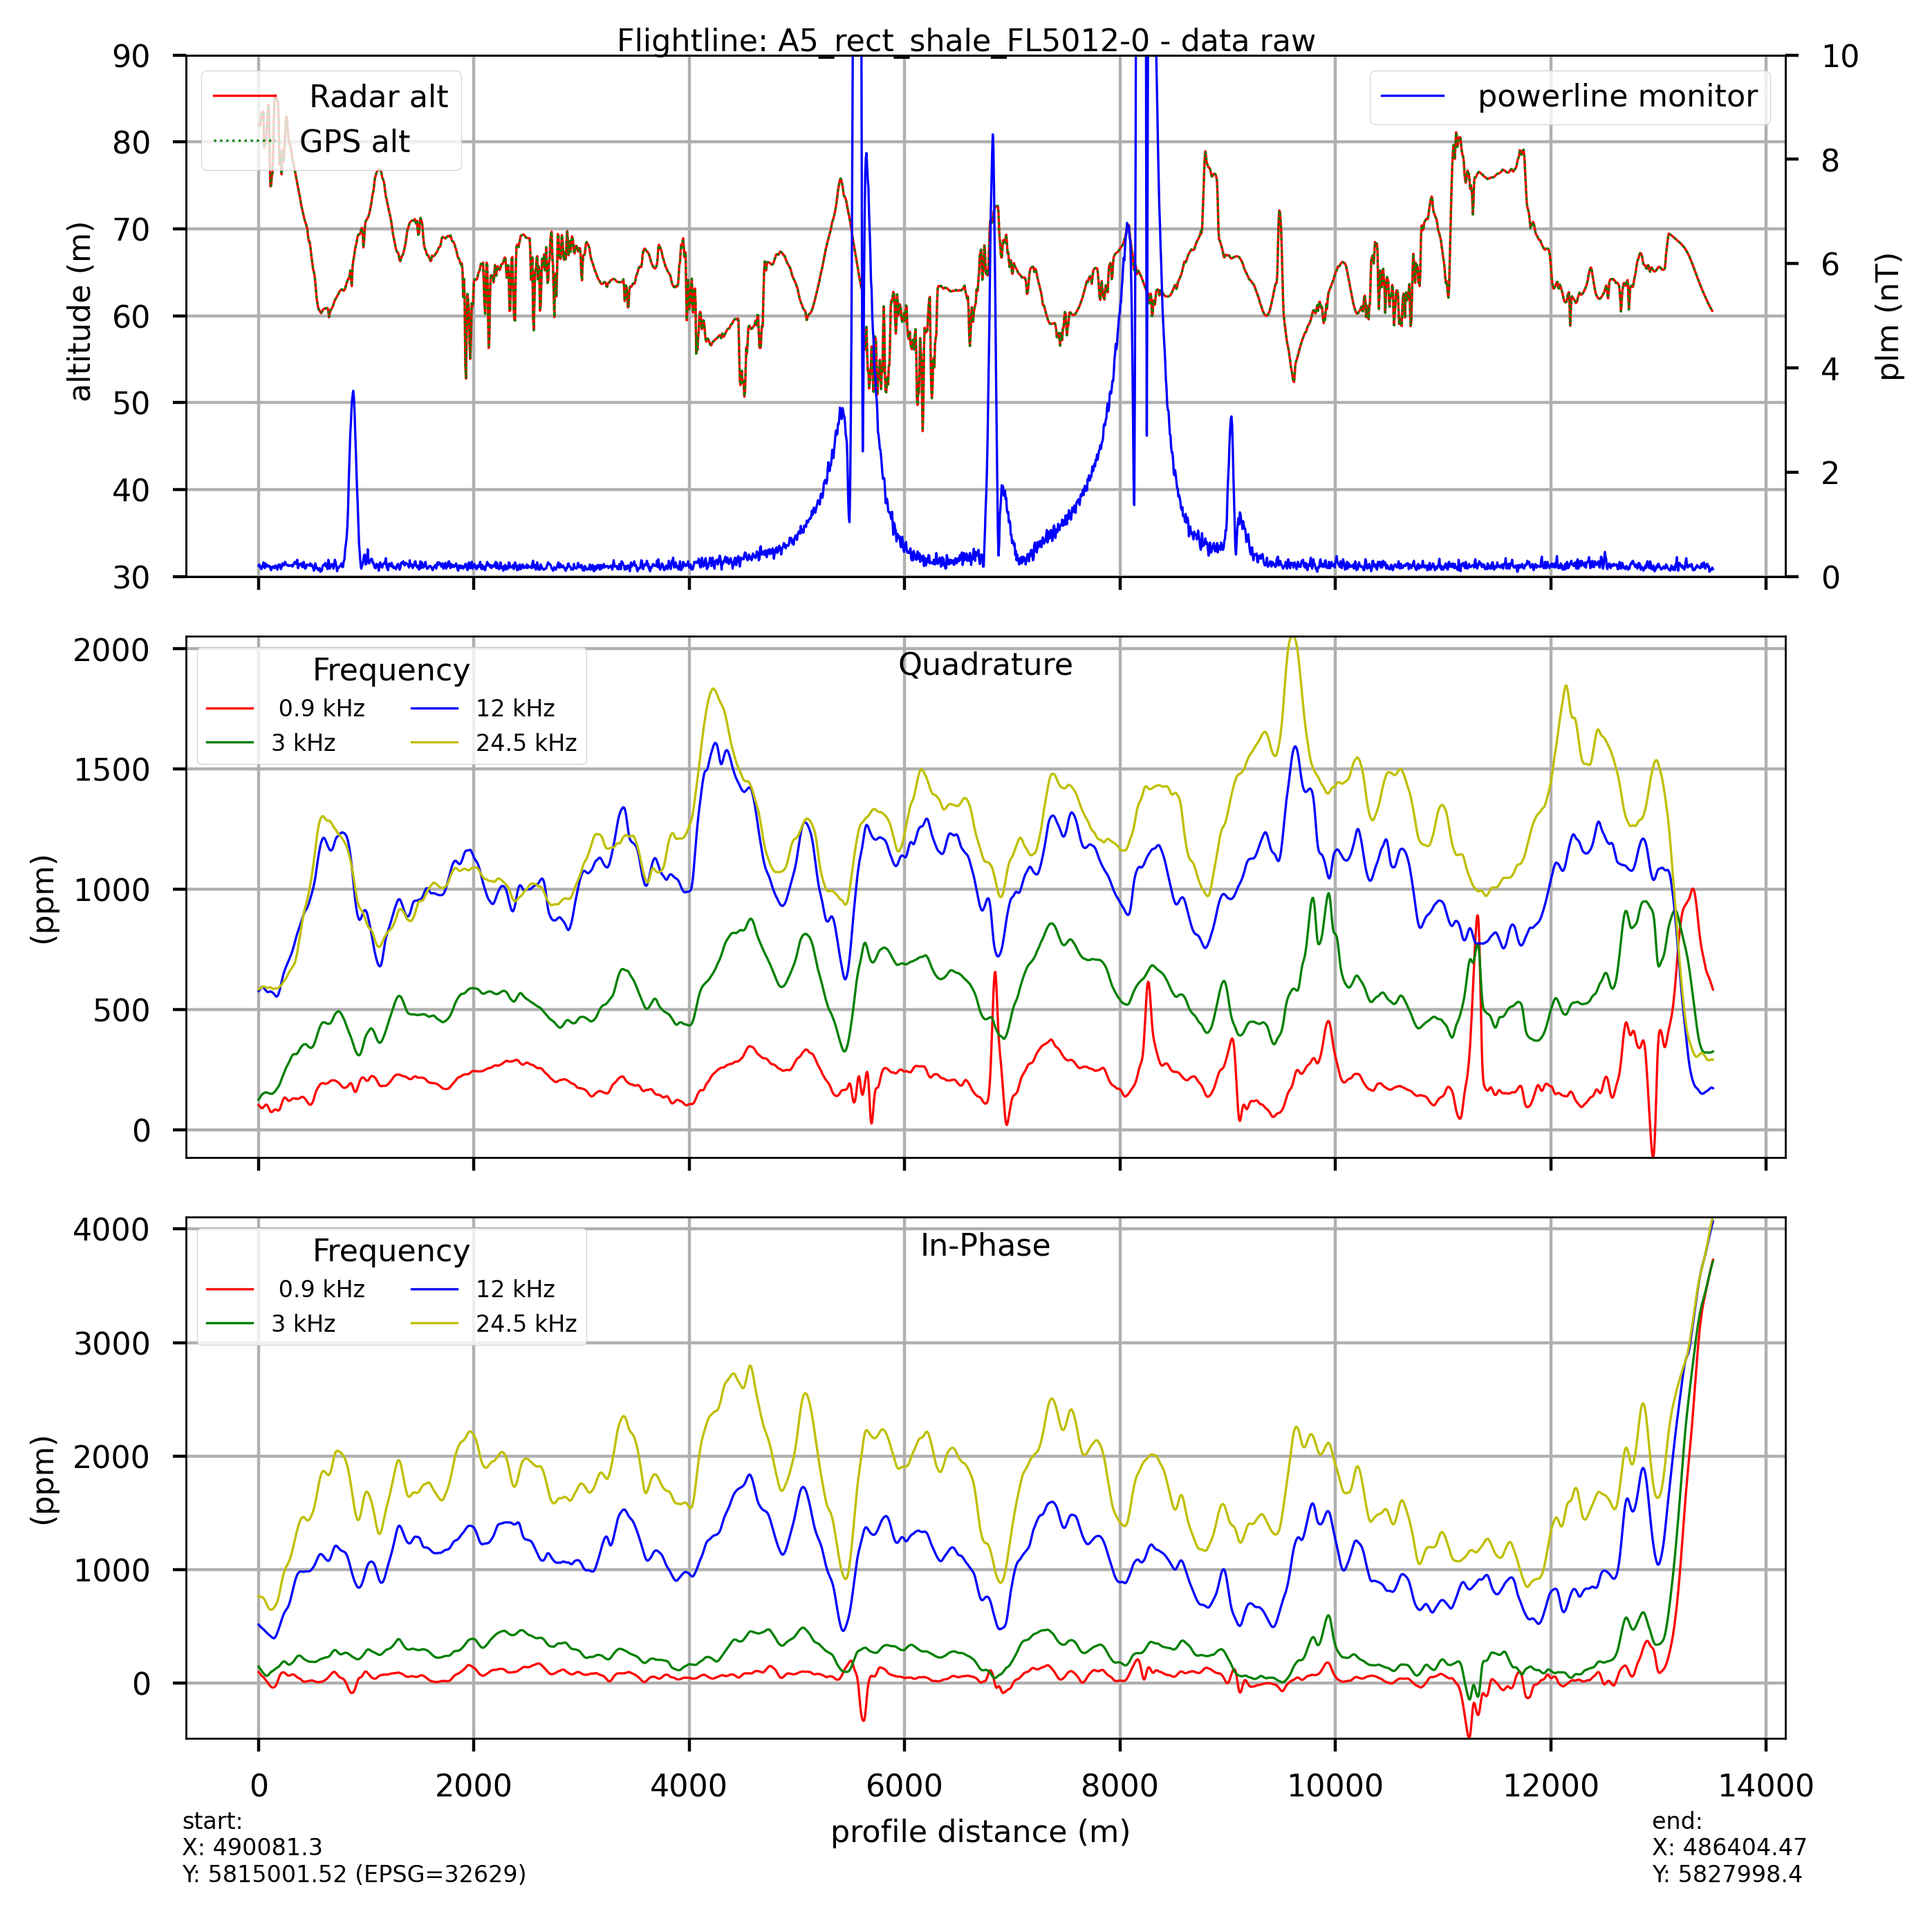 Flightline: A5_rect_shale_FL5012-0 - data raw
90
80
70
60
50
40
30
altitude (m)
Radar alt
GPS alt
powerline monitor
10
8
6
4
2
0
plm (nT)
Quadrature
2000
1500
1000
500
0
(ppm)
Frequency
0.9 kHz
3 kHz
12 kHz
24.5 kHz
In-Phase
4000
3000
2000
1000
0
(ppm)
Frequency
0.9 kHz
3 kHz
12 kHz
24.5 kHz
0 2000 4000 6000 8000 10000 12000 14000
profile distance (m)
start:
X: 490081.3
Y: 5815001.52 (EPSG=32629)
end:
X: 486404.47
Y: 5827998.4